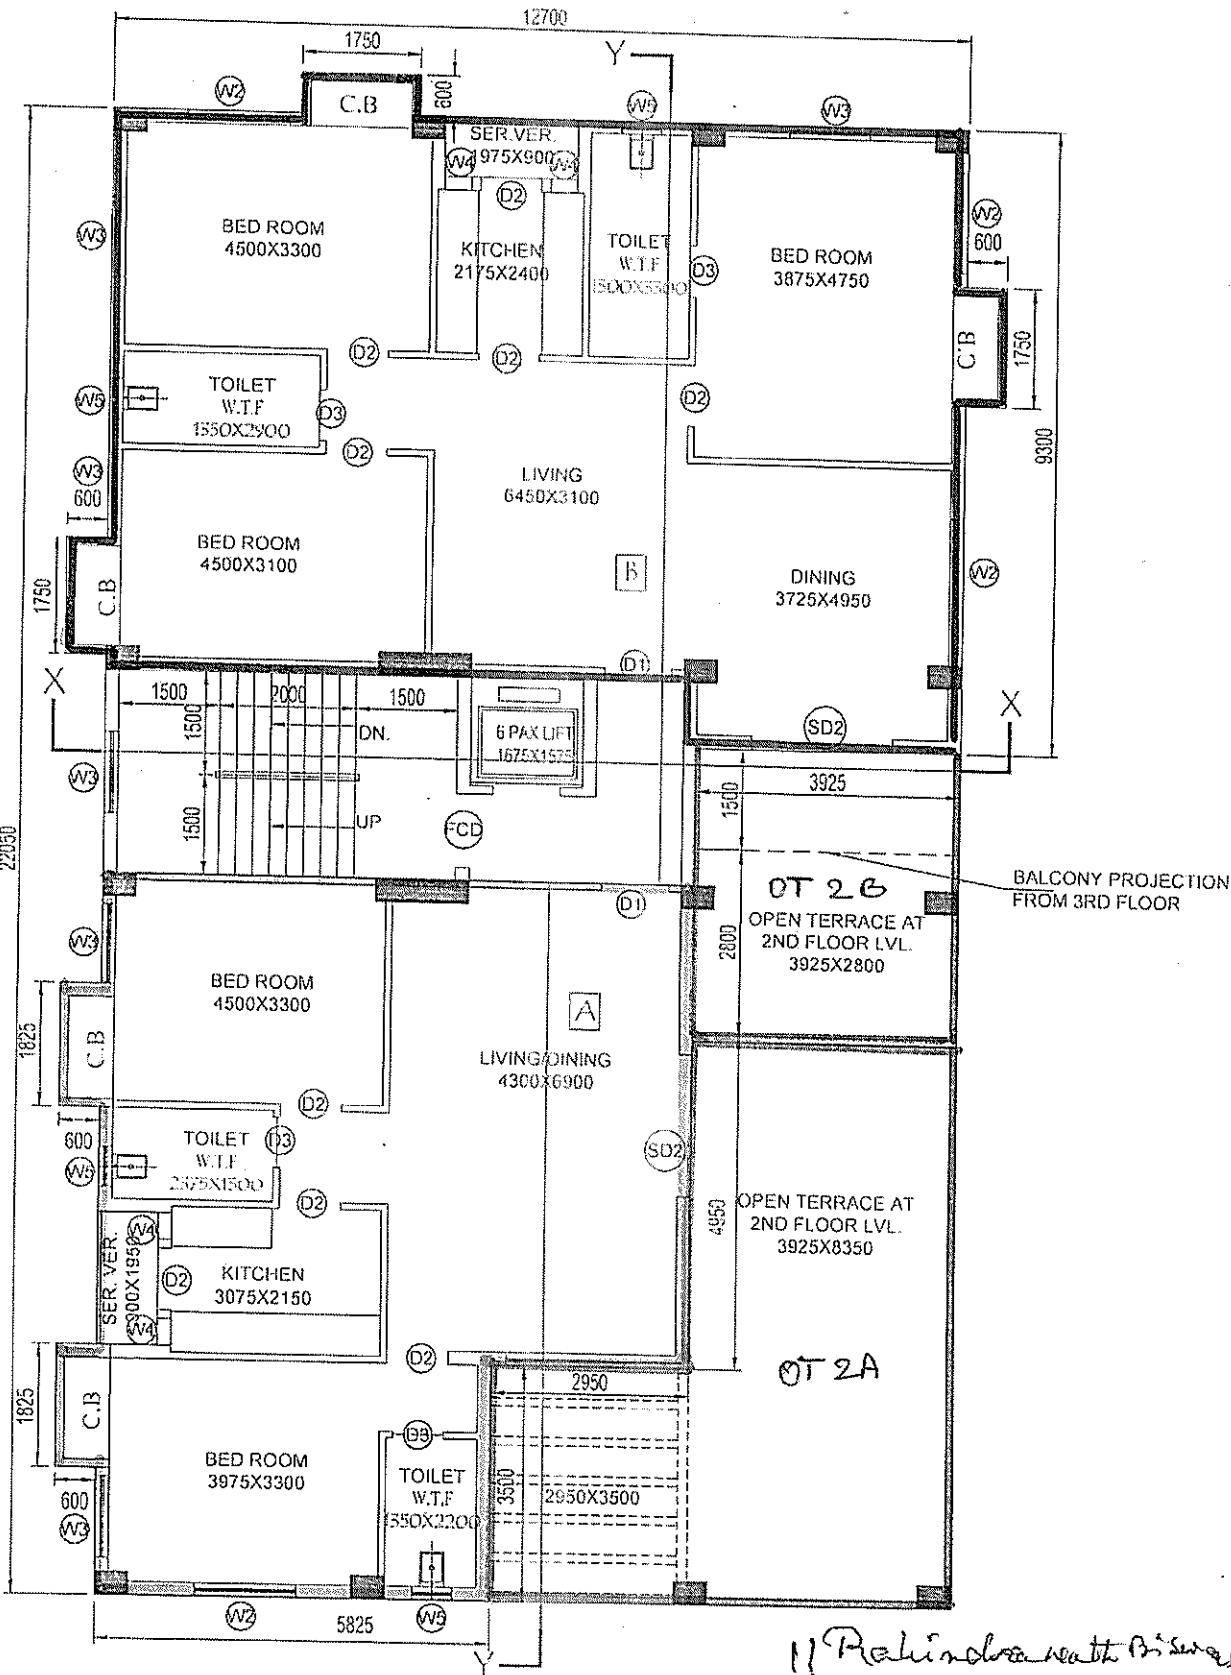 12700
1750
Y
600
W2
C.B
W5
W3
SER.VER.
1975X900
W4
W4
D2
BED ROOM
4500X3300
KITCHEN
2175X2400
TOILET
W.T.F
D3
BED ROOM
3875X4750
W2
600
W3
C.B
1750
D2
D2
D2
TOILET
W.T.F
1550X2900
D3
W5
D2
W3
600
LIVING
6450X3100
9300
BED ROOM
4500X3100
B
DINING
3725X4950
W2
1750
C.B
D1
X
X
1500
2000
1500
1500
DN.
6 PAX LIFT
1675X1575
SD2
W3
3925
1500
1500
UP
FCD
22050
BALCONY PROJECTION
FROM 3RD FLOOR
OT 2B
OPEN TERRACE AT
2ND FLOOR LVL.
3925X2800
D1
2800
W3
BED ROOM
4500X3300
A
1825
C.B
LIVING/DINING
4300X6900
D2
600
TOILET
W.T.F
2375X1500
D3
W5
SD2
D2
OPEN TERRACE AT
2ND FLOOR LVL.
3925X8350
4950
W4
SER. VER.
900X1950
D2
KITCHEN
3075X2150
W4
D2
OT 2A
2950
1825
C.B
D3
BED ROOM
3975X3300
TOILET
W.T.F
1550X2200
3500
2950X3500
600
W3
W2
5825
W5
Y